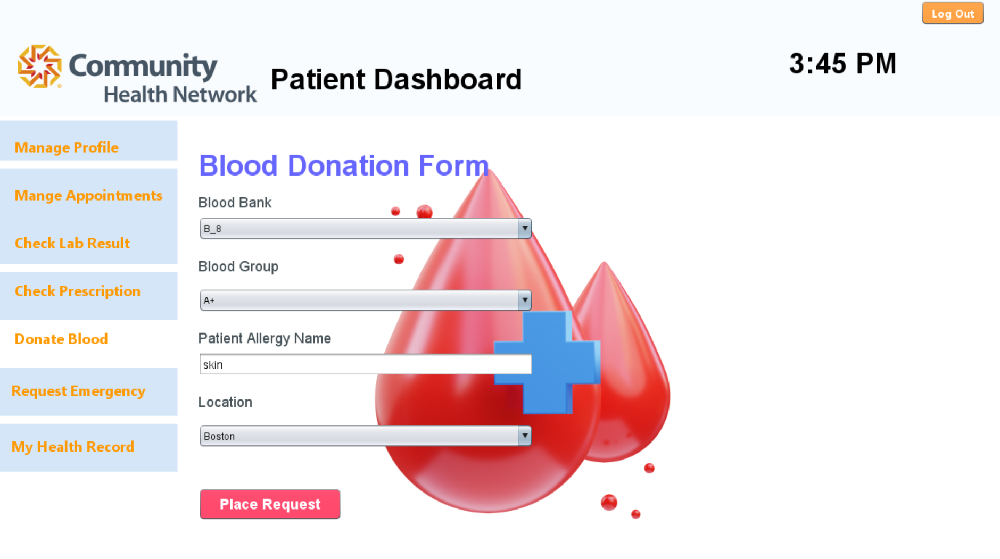 Log Out
Community
Health Network
Patient Dashboard
3:45 PM
Manage Profile
Mange Appointments
Check Lab Result
Check Prescription
Donate Blood
Request Emergency
My Health Record
Blood Donation Form
Blood Bank
B_8
Blood Group
A+
Patient Allergy Name
skin
Location
Boston
Place Request